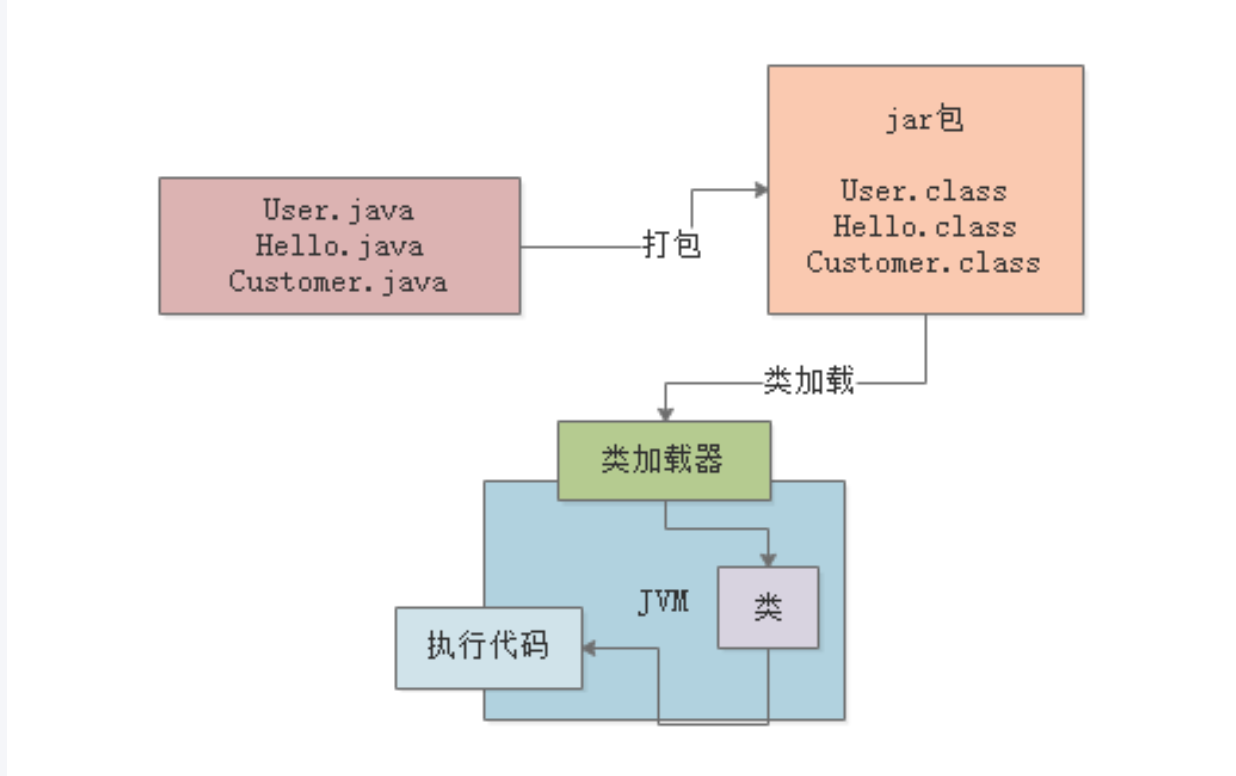 User.java
Hello.java
Customer.java
打包
jar包
User.class
Hello.class
Customer.class
类加载
类加载器
JVM
类
执行代码